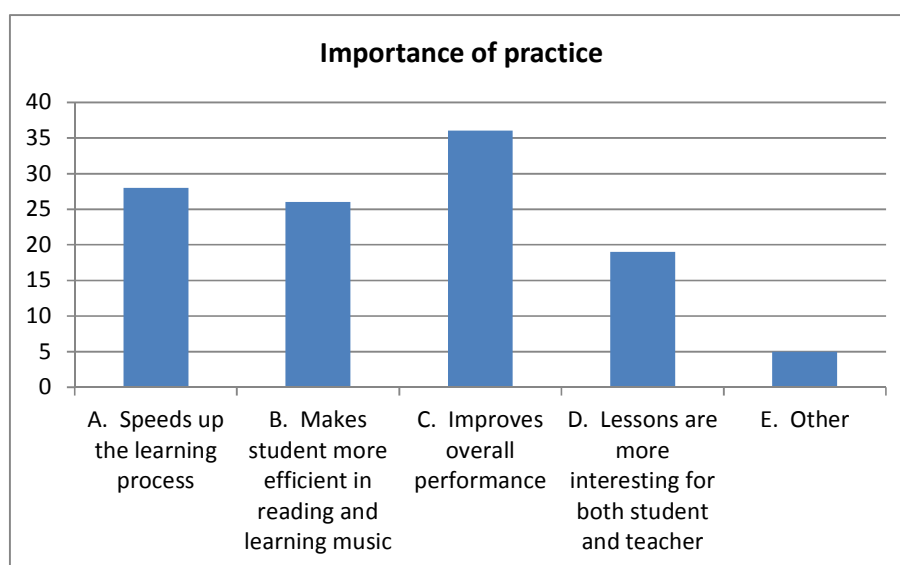 Importance of practice
40
35
30
25
20
15
10
5
0
A. Speeds up
the learning
process
B. Makes
student more
efficient in
reading and
learning music
C. Improves
overall
performance
D. Lessons are
more
interesting for
both student
and teacher
E. Other